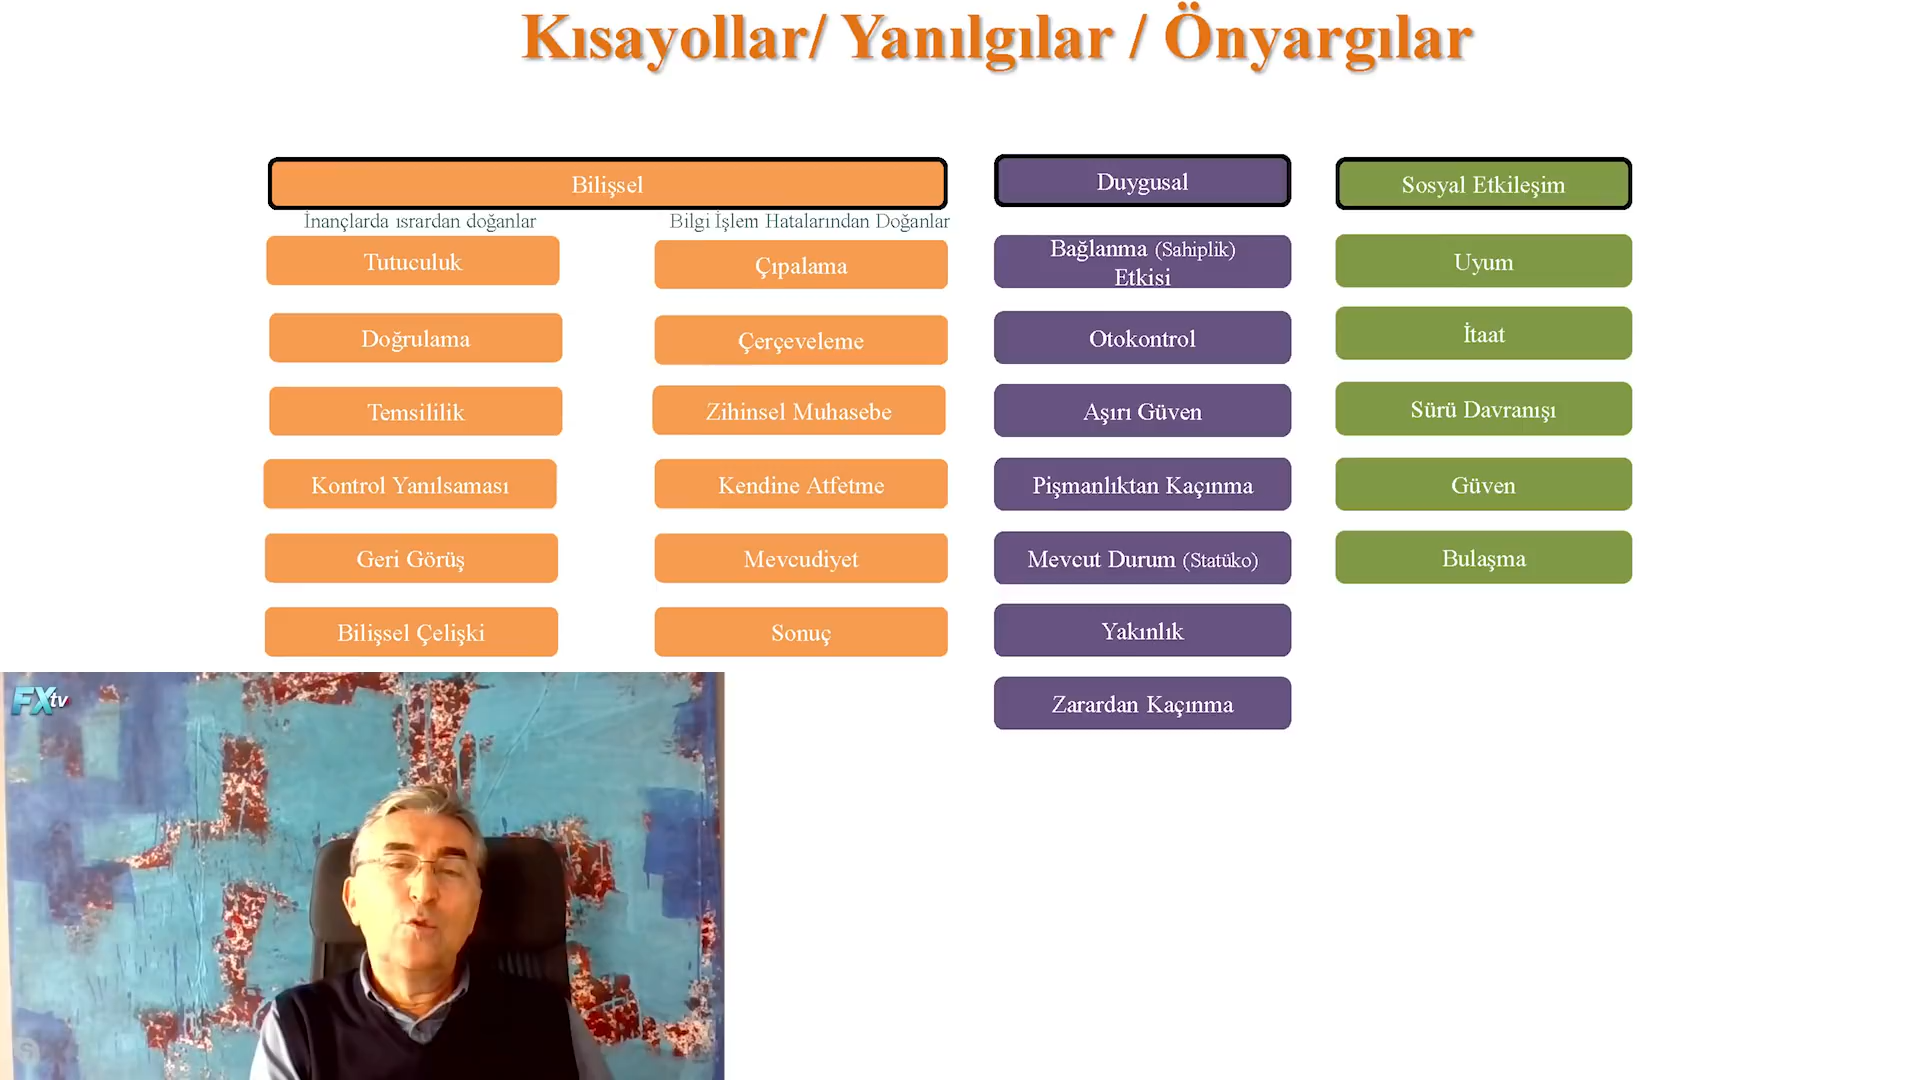 Kısayollar/ Yanılgılar / Önyargılar
Bilişsel
İnançlarda ısrardan doğanlar
Tutuculuk
Doğrulama
Temsililik
Kontrol Yanılsaması
Geri Görüş
Bilişsel Çelişki
Bilgi İşlem Hatalarından Doğanlar
Çıpalama
Çerçeveleme
Zihinsel Muhasebe
Kendine Atfetme
Mevcudiyet
Sonuç
Duygusal
Bağlanma (Sahiplik)
Etkisi
Otokontrol
Aşırı Güven
Pişmanlıktan Kaçınma
Mevcut Durum (Statüko)
Yakınlık
Zarardan Kaçınma
Sosyal Etkileşim
Uyum
İtaat
Sürü Davranışı
Güven
Bulaşma
FXtv